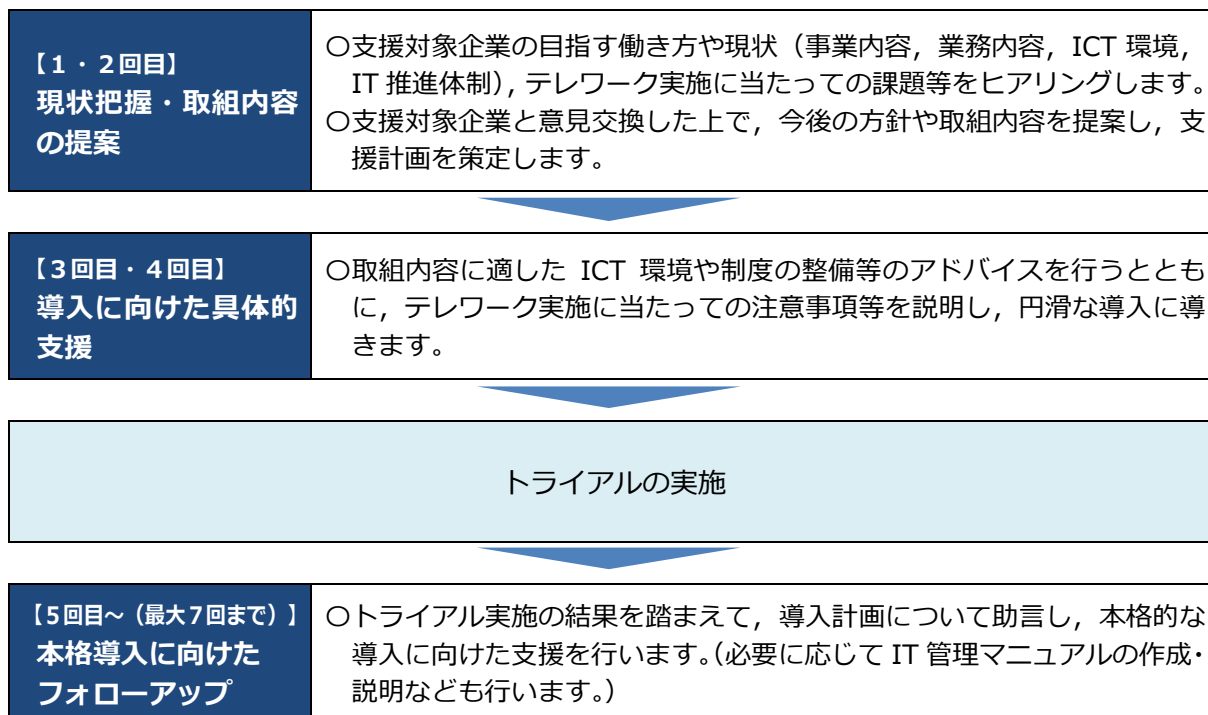 【1・2回目】
現状把握・取組内容
の提案
〇支援対象企業の目指す働き方や現状（事業内容，業務内容，ICT 環境，
IT 推進体制），テレワーク実施に当たっての課題等をヒアリングします。
〇支援対象企業と意見交換した上で，今後の方針や取組内容を提案し，支
援計画を策定します。
【3回目・4回目】
導入に向けた具体的
支援
〇取組内容に適した ICT 環境や制度の整備等のアドバイスを行うととも
に，テレワーク実施に当たっての注意事項等を説明し，円滑な導入に導
きます。
トライアルの実施
【5回目～（最大7回まで）】
本格導入に向けた
フォローアップ
〇トライアル実施の結果を踏まえて，導入計画について助言し，本格的な
導入に向けた支援を行います。（必要に応じて IT 管理マニュアルの作成・
説明なども行います。）